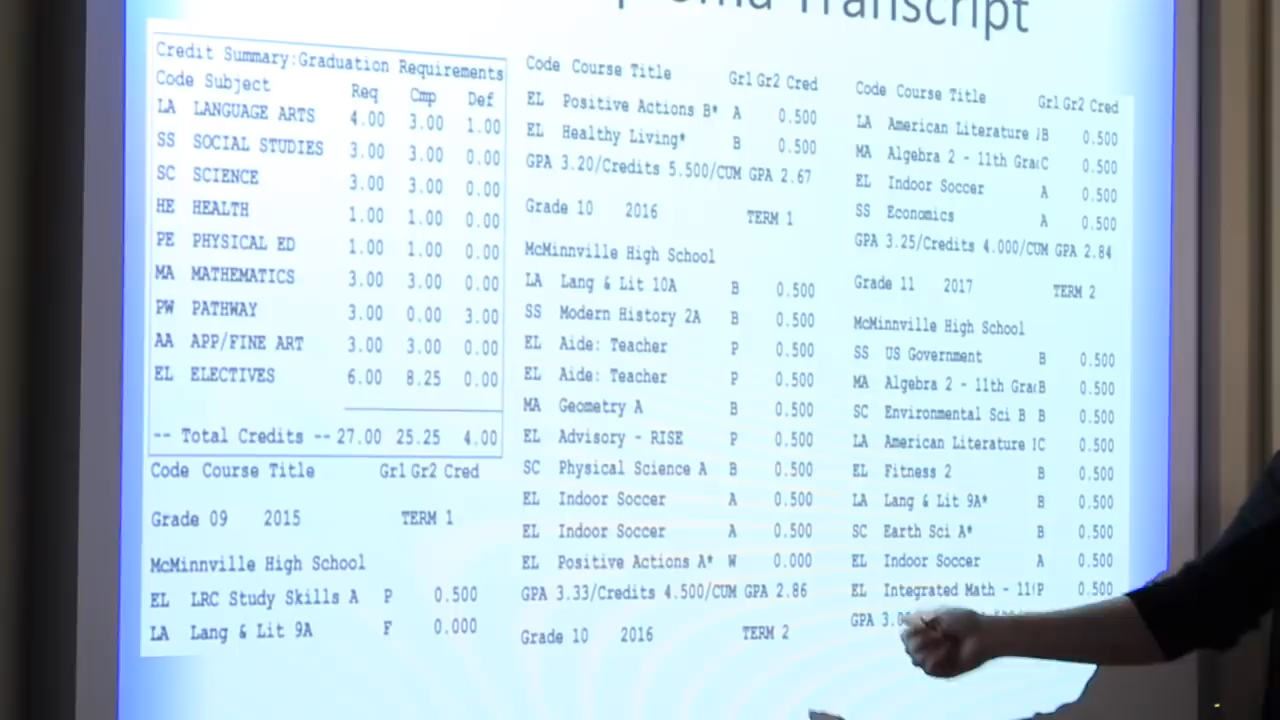 Transcript
Credit Summary:Graduation Requirements
Code Subject Req Cmp Def
LA LANGUAGE ARTS 4.00 3.00 1.00
SS SOCIAL STUDIES 3.00 3.00 0.00
SC SCIENCE 3.00 3.00 0.00
HE HEALTH 1.00 1.00 0.00
PE PHYSICAL ED 1.00 1.00 0.00
MA MATHEMATICS 3.00 3.00 0.00
PW PATHWAY 3.00 0.00 3.00
AA APP/FINE ART 3.00 3.00 0.00
EL ELECTIVES 6.00 8.25 0.00
-- Total Credits -- 27.00 25.25 4.00
Code Course Title Gr1 Gr2 Cred
Grade 09 2015 TERM 1
McMinnville High School
EL LRC Study Skills A P 0.500
LA Lang & Lit 9A F 0.000
Code Course Title Gr1 Gr2 Cred
EL Positive Actions B* A 0.500
EL Healthy Living* B 0.500
GPA 3.20/Credits 5.500/CUM GPA 2.67
Grade 10 2016 TERM 1
McMinnville High School
LA Lang & Lit 10A B 0.500
SS Modern History 2A B 0.500
EL Aide: Teacher P 0.500
EL Aide: Teacher P 0.500
MA Geometry A B 0.500
EL Advisory - RISE P 0.500
SC Physical Science A B 0.500
EL Indoor Soccer A 0.500
EL Indoor Soccer A 0.500
EL Positive Actions A* W 0.000
GPA 3.33/Credits 4.500/CUM GPA 2.86
Grade 10 2016 TERM 2
Code Course Title Gr1 Gr2 Cred
LA American Literature B 0.500
MA Algebra 2 - 11th Gra C 0.500
EL Indoor Soccer A 0.500
SS Economics A 0.500
GPA 3.25/Credits 4.000/CUM GPA 2.84
Grade 11 2017 TERM 2
McMinnville High School
SS US Government B 0.500
MA Algebra 2 - 11th Gra B 0.500
SC Environmental Sci B B 0.500
LA American Literature C 0.500
EL Fitness 2 B 0.500
LA Lang & Lit 9A* B 0.500
SC Earth Sci A* B 0.500
EL Indoor Soccer A 0.500
EL Integrated Math - 11 P 0.500
GPA